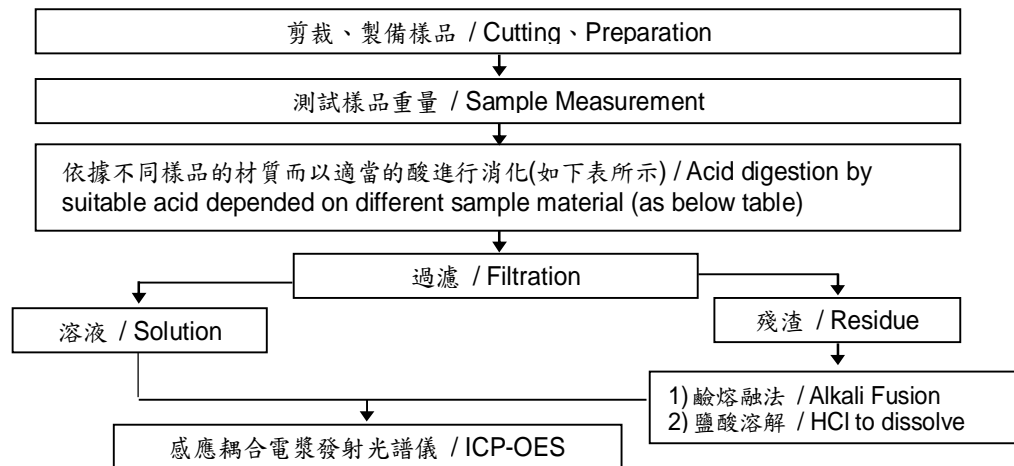 剪裁、製備樣品 / Cutting、Preparation
測試樣品重量 / Sample Measurement
依據不同樣品的材質而以適當的酸進行消化(如下表所示) / Acid digestion by
suitable acid depended on different sample material (as below table)
過濾 / Filtration
溶液 / Solution
殘渣 / Residue
1) 鹼熔融法 / Alkali Fusion
2) 鹽酸溶解 / HCl to dissolve
感應耦合電漿發射光譜儀 / ICP-OES